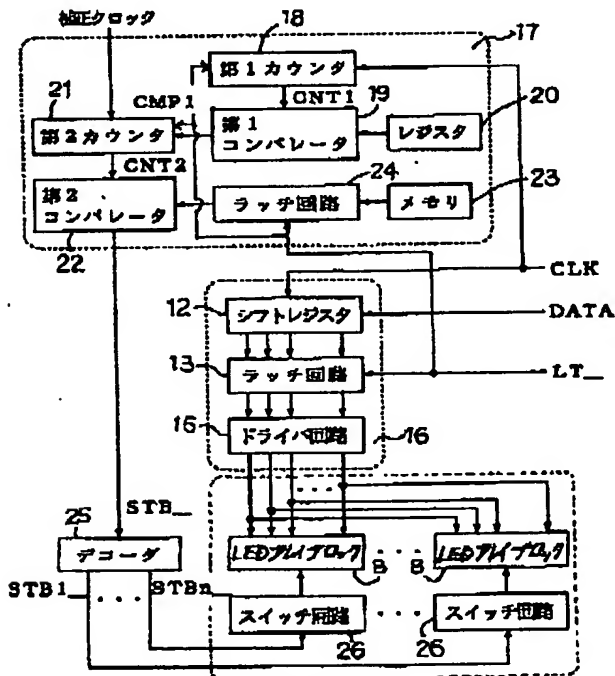 補正クロック
18
17
第1カウンタ
21
CMP1
CNT1
19
20
第2カウンタ
第1
コンパレータ
レジスタ
CNT2
24
第2
コンパレータ
ラッチ回路
メモリ
23
22
CLK
12
シフトレジスタ
DATA
13
ラッチ回路
LT_
15
ドライバ回路
16
25
STB_
デコーダ
LEDアレイブロック
LEDアレイブロック
B
B
STB1_
STBn_
スイッチ回路
スイッチ回路
26
26